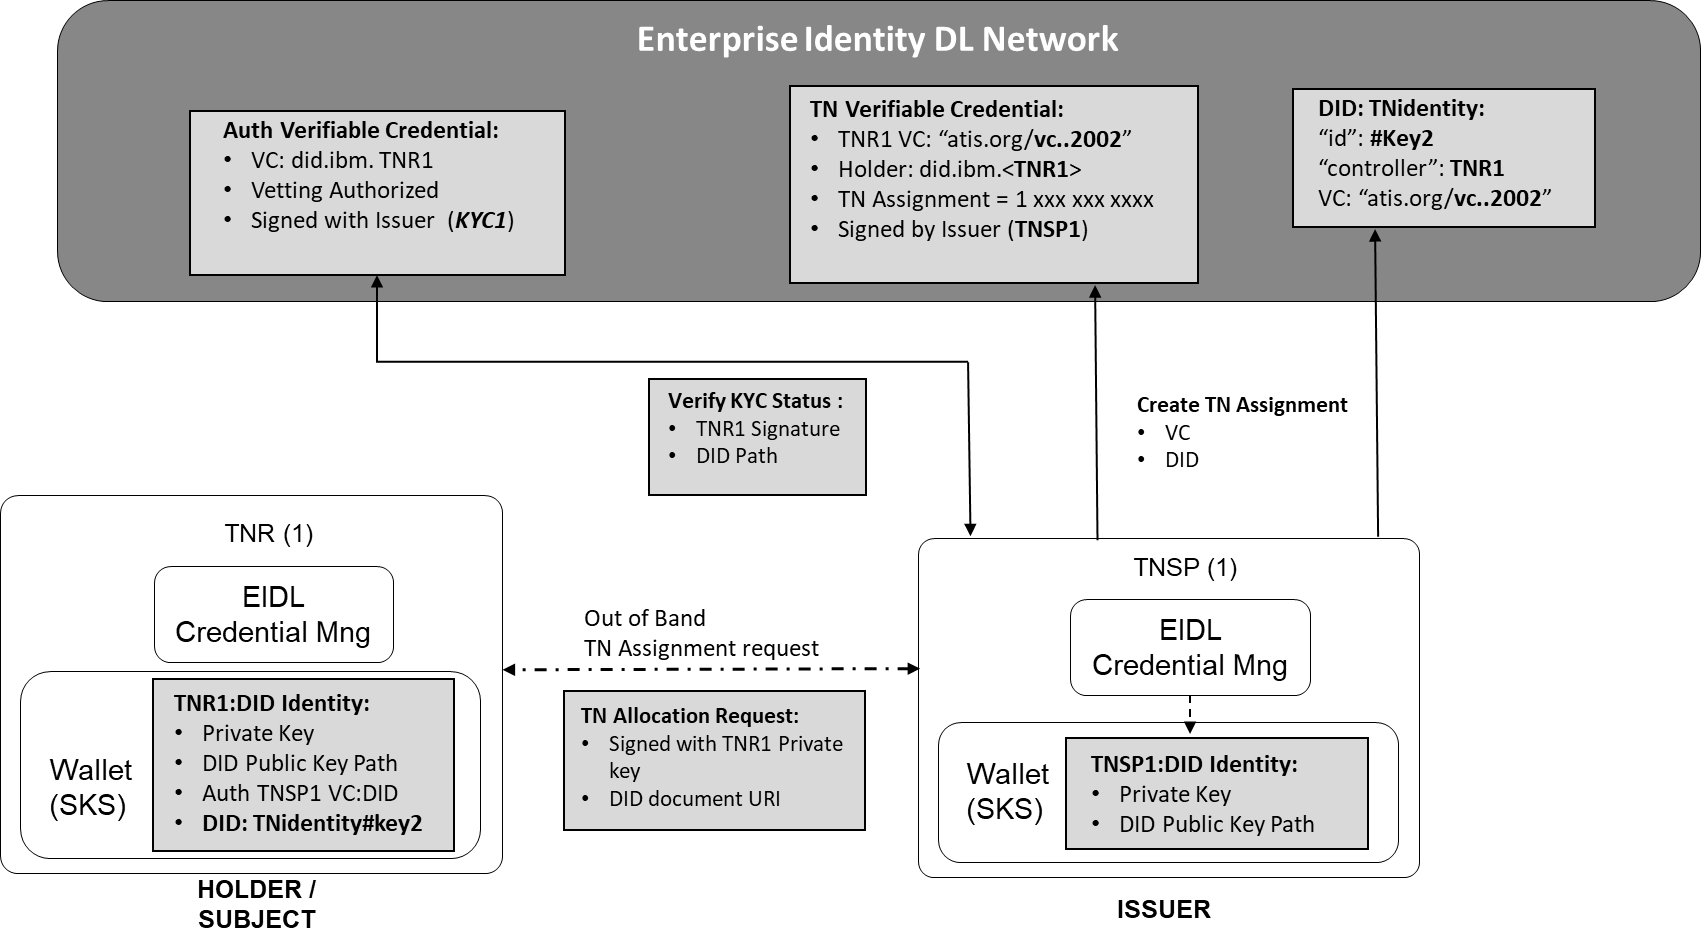 Enterprise Identity DL Network
Auth Verifiable Credential:
• VC: did.ibm. TNR1
• Vetting Authorized
• Signed with Issuer (KYC1)
TN Verifiable Credential:
• TNR1 VC: “atis.org/vc..2002”
• Holder: did.ibm.<TNR1>
• TN Assignment = 1 xxx xxx xxxx
• Signed by Issuer (TNSP1)
DID: TNidentity:
“id”: #Key2
“controller”: TNR1
VC: “atis.org/vc..2002”
Verify KYC Status :
• TNR1 Signature
• DID Path
Create TN Assignment
• VC
• DID
TNR (1)
EIDL
Credential Mng
Wallet
(SKS)
TNR1:DID Identity:
• Private Key
• DID Public Key Path
• Auth TNSP1 VC:DID
• DID: TNidentity#key2
HOLDER /
SUBJECT
Out of Band
TN Assignment request
TN Allocation Request:
• Signed with TNR1 Private
key
• DID document URI
TNSP (1)
EIDL
Credential Mng
Wallet
(SKS)
TNSP1:DID Identity:
• Private Key
• DID Public Key Path
ISSUER